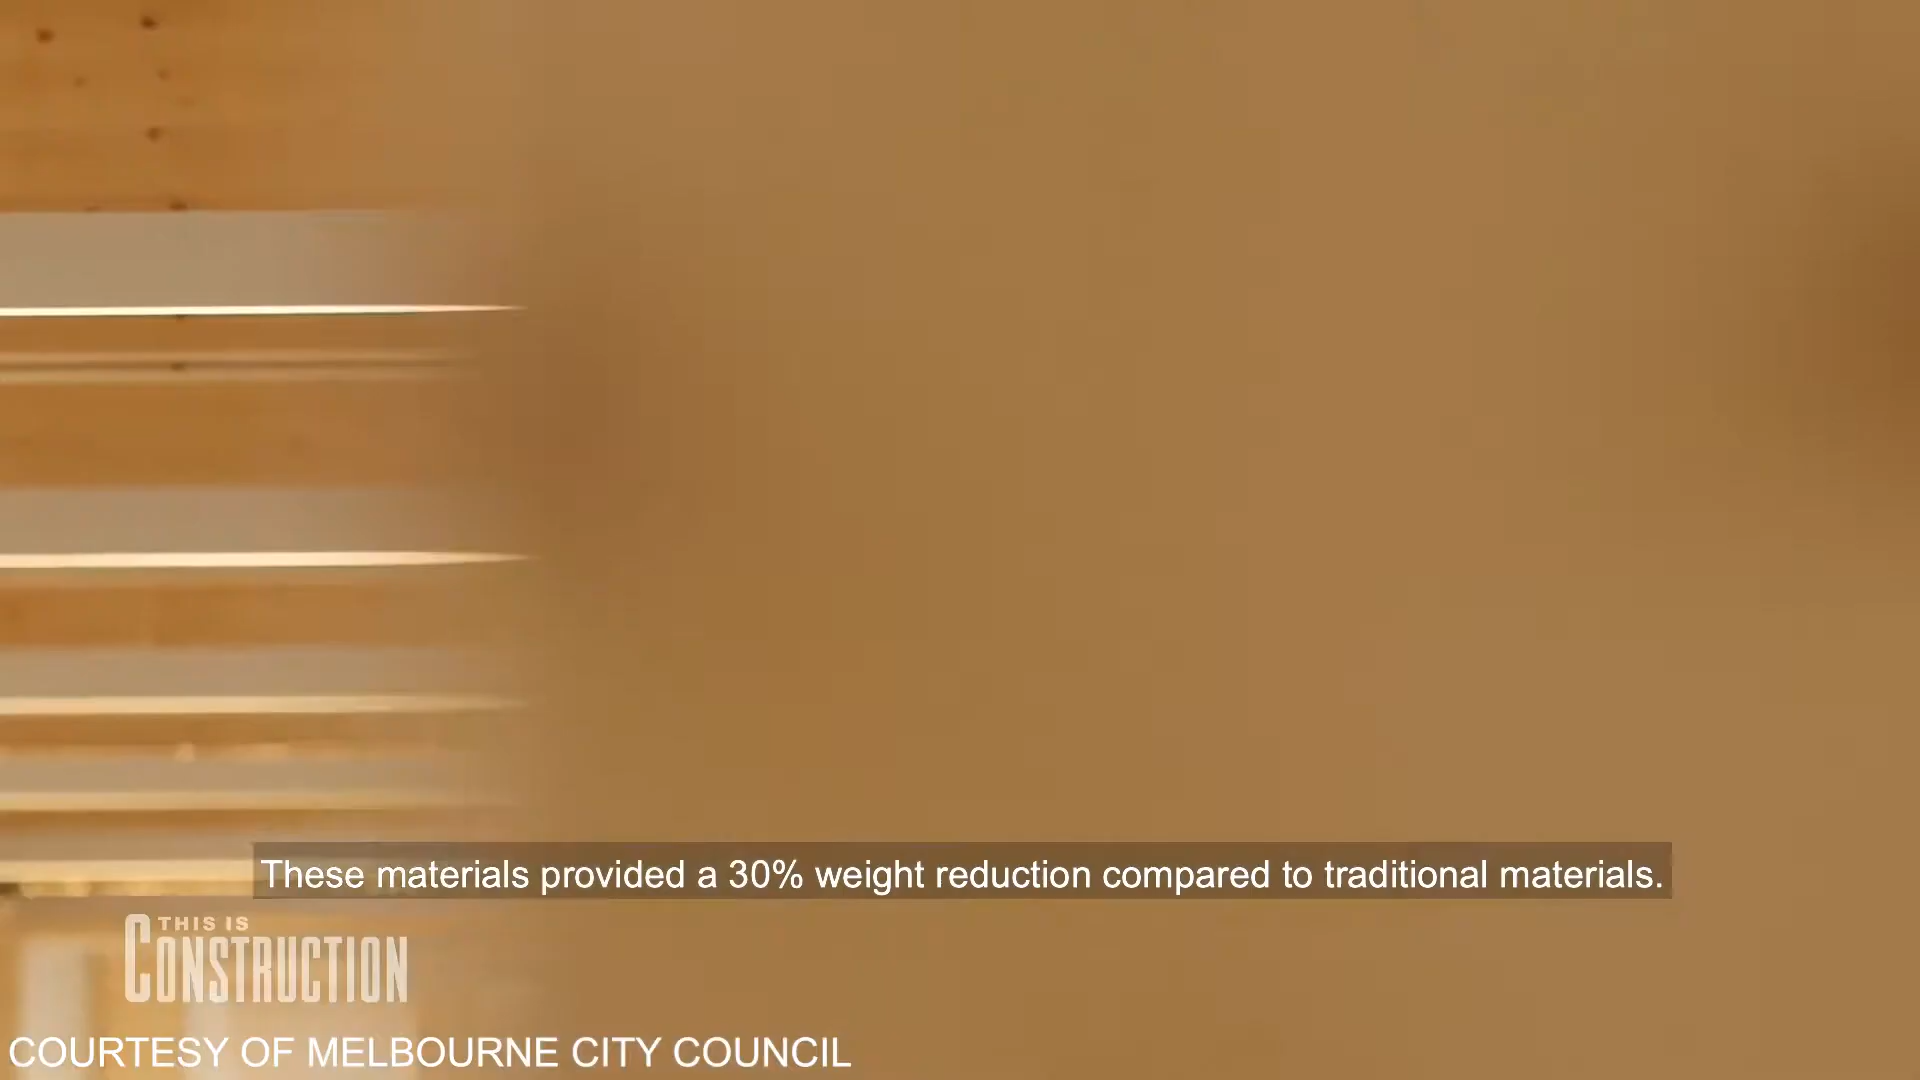 These materials provided a 30% weight reduction compared to traditional materials.
THIS IS
CONSTRUCTION
COURTESY OF MELBOURNE CITY COUNCIL